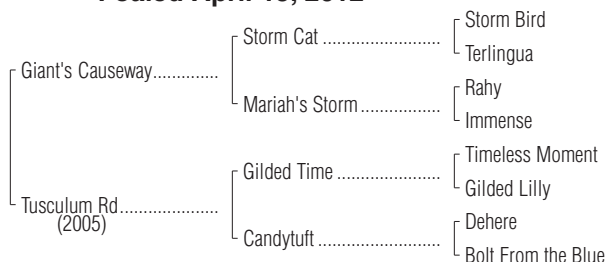 Foaled April 2012
Storm Bird
Storm Cat
Terlingua
Giant's Causeway
Rahy
Mariah's Storm
Immense
Timeless Moment
Gilded Time
Gilded Lilly
Tusculum Rd
(2005)
Dehere
Candytuft
Bolt From the Blue